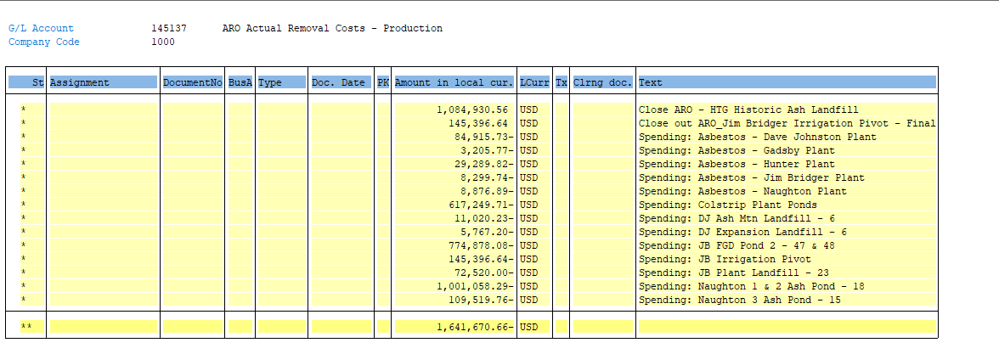 G/L Account 145137 ARO Actual Removal Costs - Production
Company Code 1000
St Assignment DocumentNo BusA Type Doc. Date PK Amount in local cur. LCurr Tx Clrng doc. Text
* 1,084,930.56 USD Close ARO - HTG Historic Ash Landfill
* 145,396.64 USD Close out ARO_Jim Bridger Irrigation Pivot - Final
* 84,915.73- USD Spending: Asbestos - Dave Johnston Plant
* 3,205.77- USD Spending: Asbestos - Gadsby Plant
* 29,289.82- USD Spending: Asbestos - Hunter Plant
* 8,299.74- USD Spending: Asbestos - Jim Bridger Plant
* 8,876.89- USD Spending: Asbestos - Naughton Plant
* 617,249.71- USD Spending: Colstrip Plant Ponds
* 11,020.23- USD Spending: DJ Ash Mtn Landfill - 6
* 5,767.20- USD Spending: DJ Expansion Landfill - 6
* 774,878.08- USD Spending: JB FGD Pond 2 - 47 & 48
* 145,396.64- USD Spending: JB Irrigation Pivot
* 72,520.00- USD Spending: JB Plant Landfill - 23
* 1,001,058.29- USD Spending: Naughton 1 & 2 Ash Pond - 18
* 109,519.76- USD Spending: Naughton 3 Ash Pond - 15
** 1,641,670.66- USD